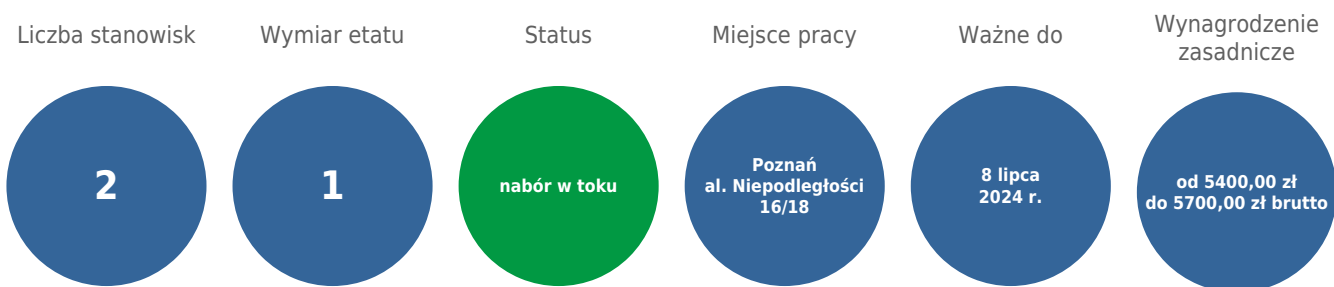 Liczba stanowisk
2
Wymiar etatu
1
Status
nabór w toku
Miejsce pracy
Poznań
al. Niepodległości
16/18
Ważne do
8 lipca
2024 r.
Wynagrodzenie
zasadnicze
od 5400,00 zł
do 5700,00 zł brutto